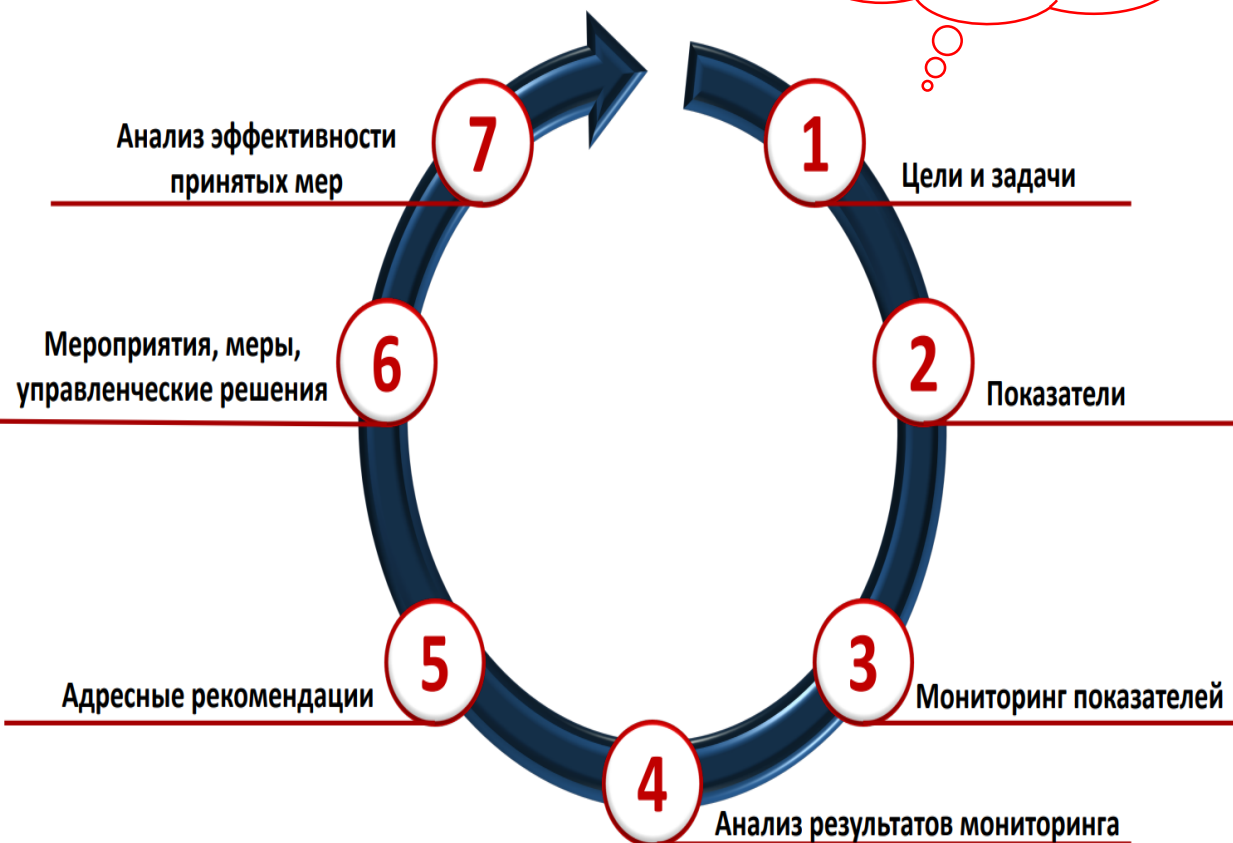 1
Цели и задачи
2
Показатели
3
Мониторинг показателей
4
Анализ результатов мониторинга
5
Адресные рекомендации
6
Мероприятия, меры,
управленческие решения
7
Анализ эффективности
принятых мер